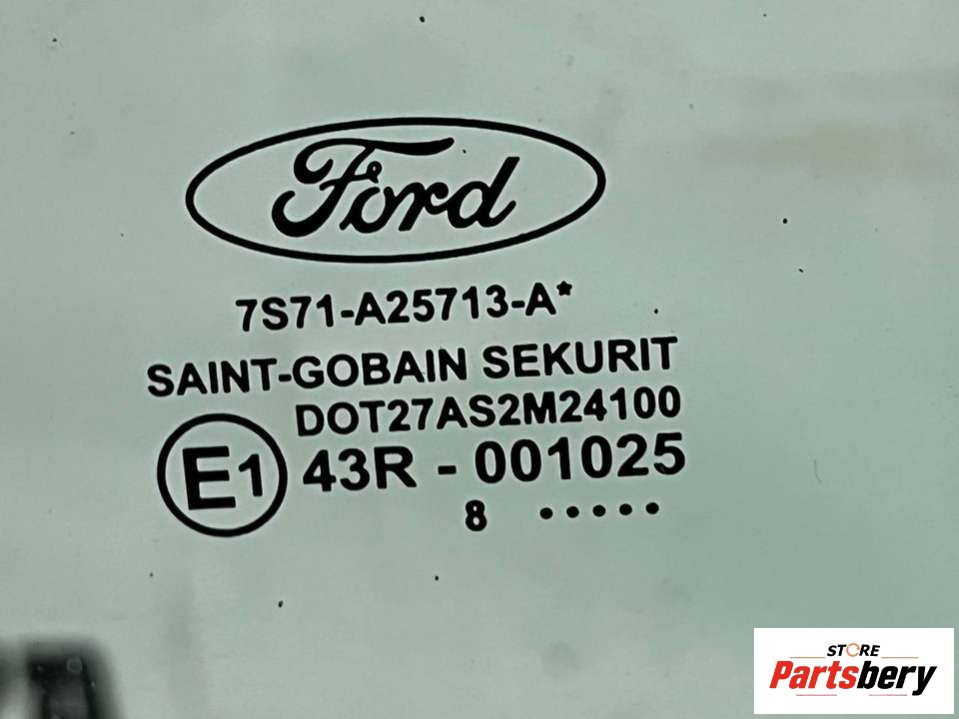 Ford
7S71-A25713-A*
SAINT-GOBAIN SEKURIT
DOT27AS2M24100
E1 43R - 001025
8 •••••
STORE
Partsbery